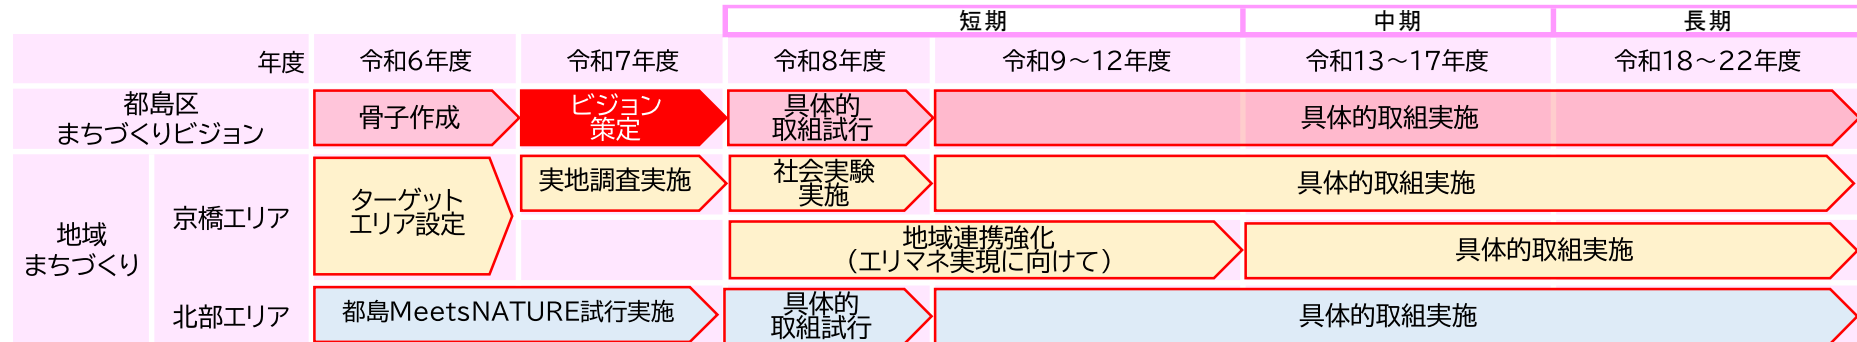 短期 中期 長期
年度 令和6年度 令和7年度 令和8年度 令和9～12年度 令和13～17年度 令和18～22年度
都島区
まちづくりビジョン
骨子作成
ビジョン
策定
具体的
取組試行
具体的取組実施
地域
まちづくり
京橋エリア
ターゲット
エリア設定
実地調査実施
社会実験
実施
具体的取組実施
地域連携強化
（エリマネ実現に向けて）
具体的取組実施
北部エリア
都島MeetsNATURE試行実施
具体的
取組試行
具体的取組実施